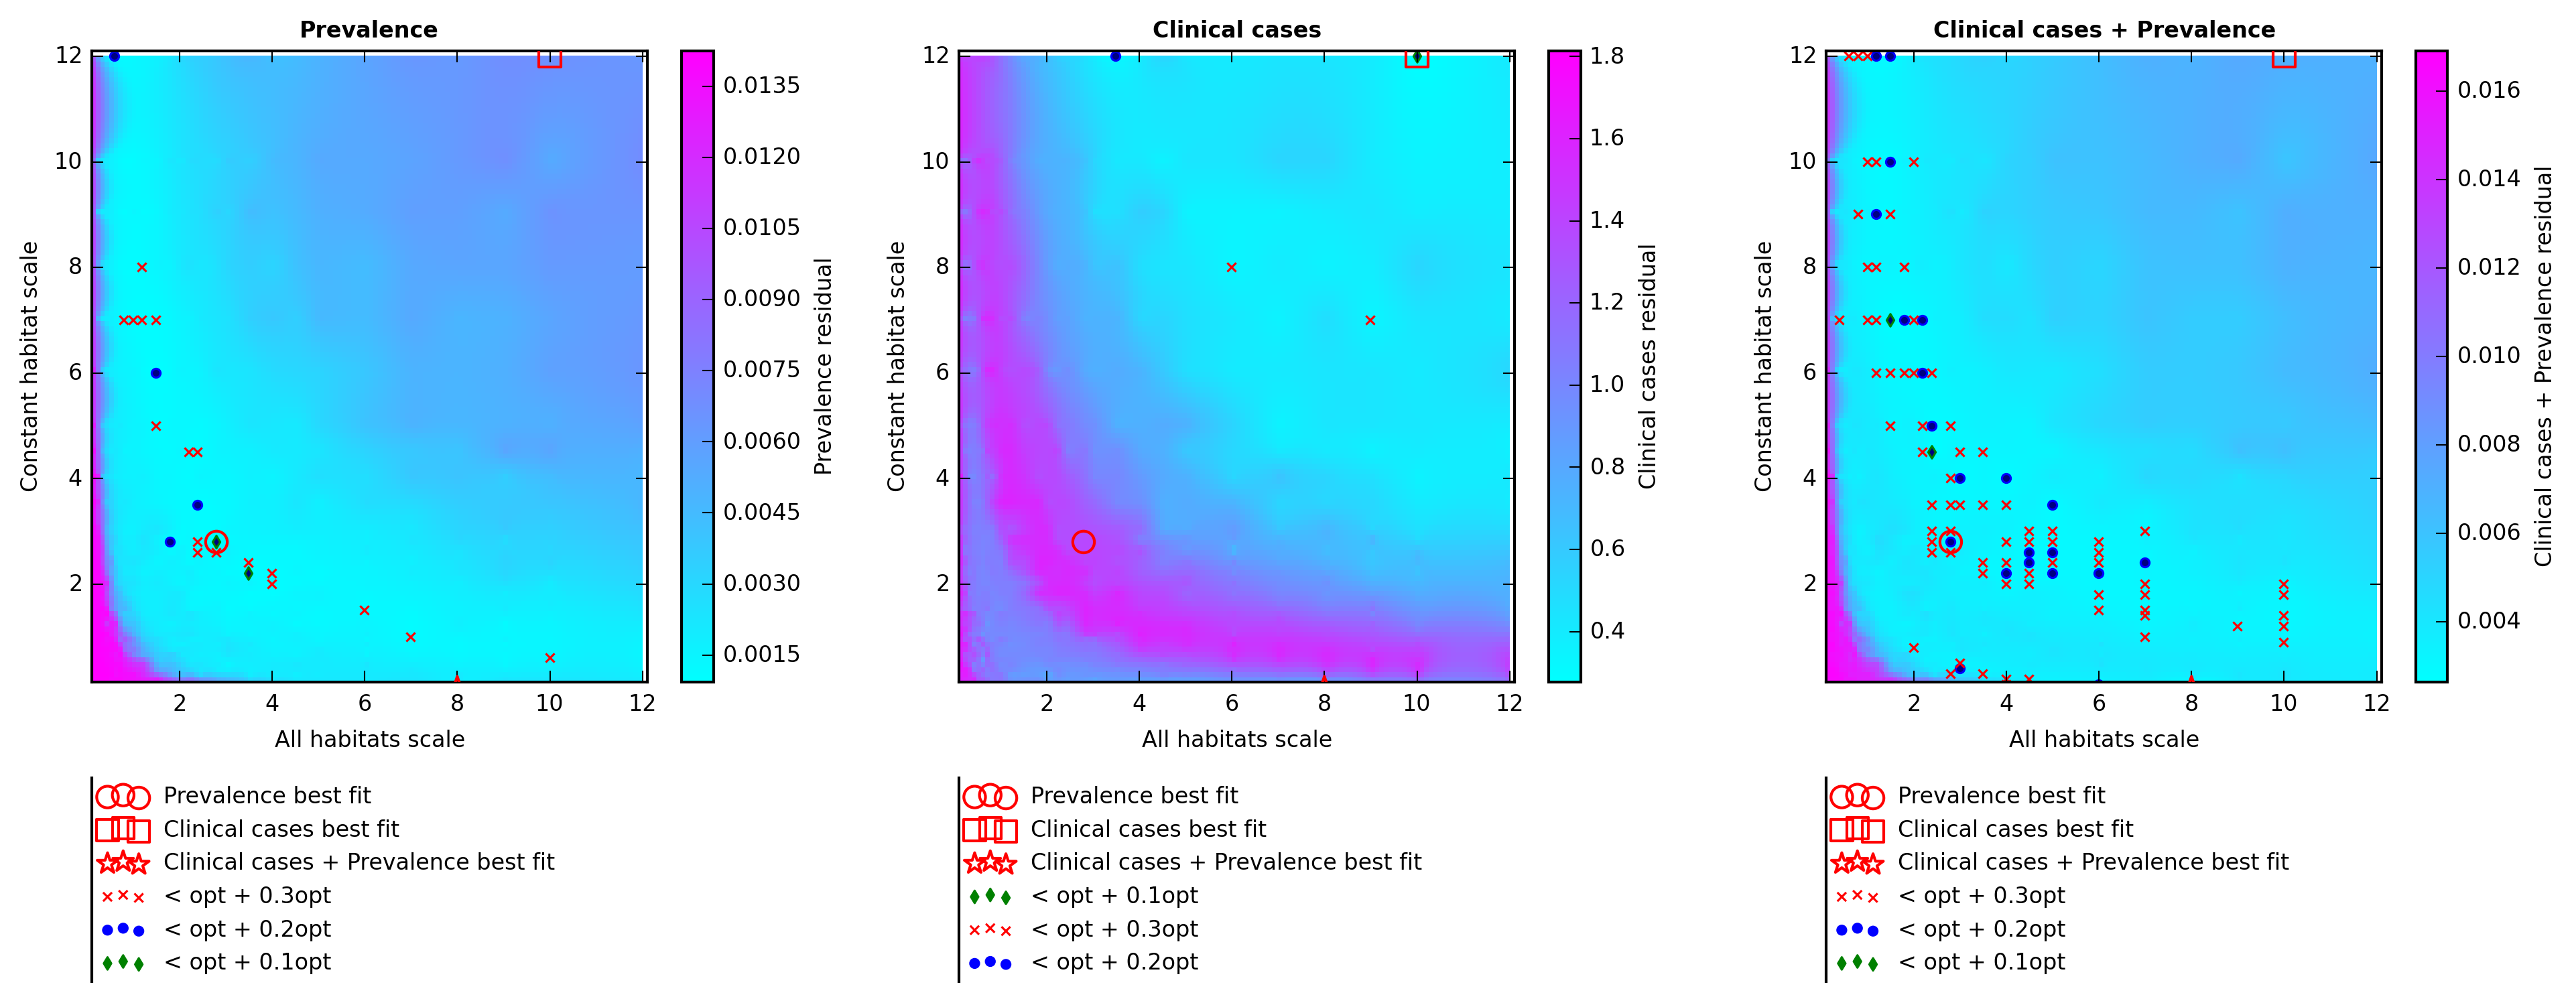 Prevalence
12
10
8
6
4
2
2 4 6 8 10 12
Constant habitat scale
All habitats scale
0.0135
0.0120
0.0105
0.0090
0.0075
0.0060
0.0045
0.0030
0.0015
Prevalence residual
Prevalence best fit
Clinical cases best fit
Clinical cases + Prevalence best fit
< opt + 0.3opt
< opt + 0.2opt
< opt + 0.1opt
Clinical cases
12
10
8
6
4
2
2 4 6 8 10 12
Constant habitat scale
All habitats scale
1.8
1.6
1.4
1.2
1.0
0.8
0.6
0.4
Clinical cases residual
Prevalence best fit
Clinical cases best fit
Clinical cases + Prevalence best fit
< opt + 0.1opt
< opt + 0.3opt
< opt + 0.2opt
Clinical cases + Prevalence
12
10
8
6
4
2
2 4 6 8 10 12
Constant habitat scale
All habitats scale
0.016
0.014
0.012
0.010
0.008
0.006
0.004
Clinical cases + Prevalence residual
Prevalence best fit
Clinical cases best fit
Clinical cases + Prevalence best fit
< opt + 0.3opt
< opt + 0.2opt
< opt + 0.1opt